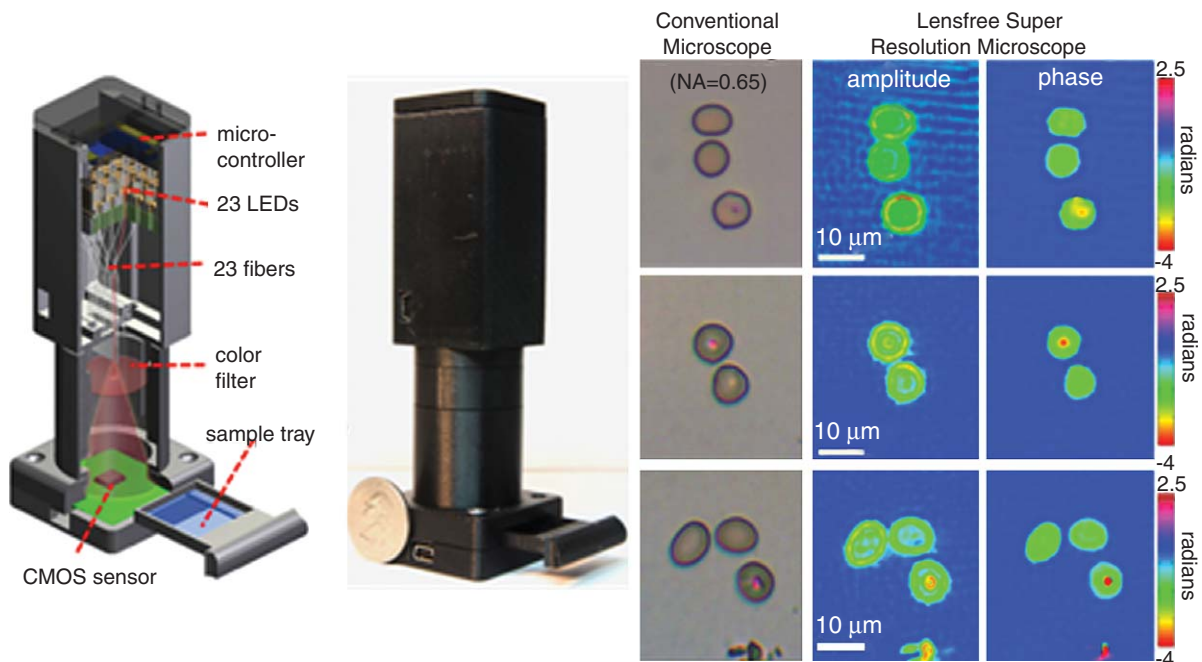 micro-
controller
23 LEDs
23 fibers
color
filter
sample tray
CMOS sensor
Conventional
Microscope
(NA=0.65)
Lensfree Super
Resolution Microscope
amplitude
phase
10 μm
2.5
radians
-4
10 μm
2.5
radians
-4
10 μm
2.5
radians
-4